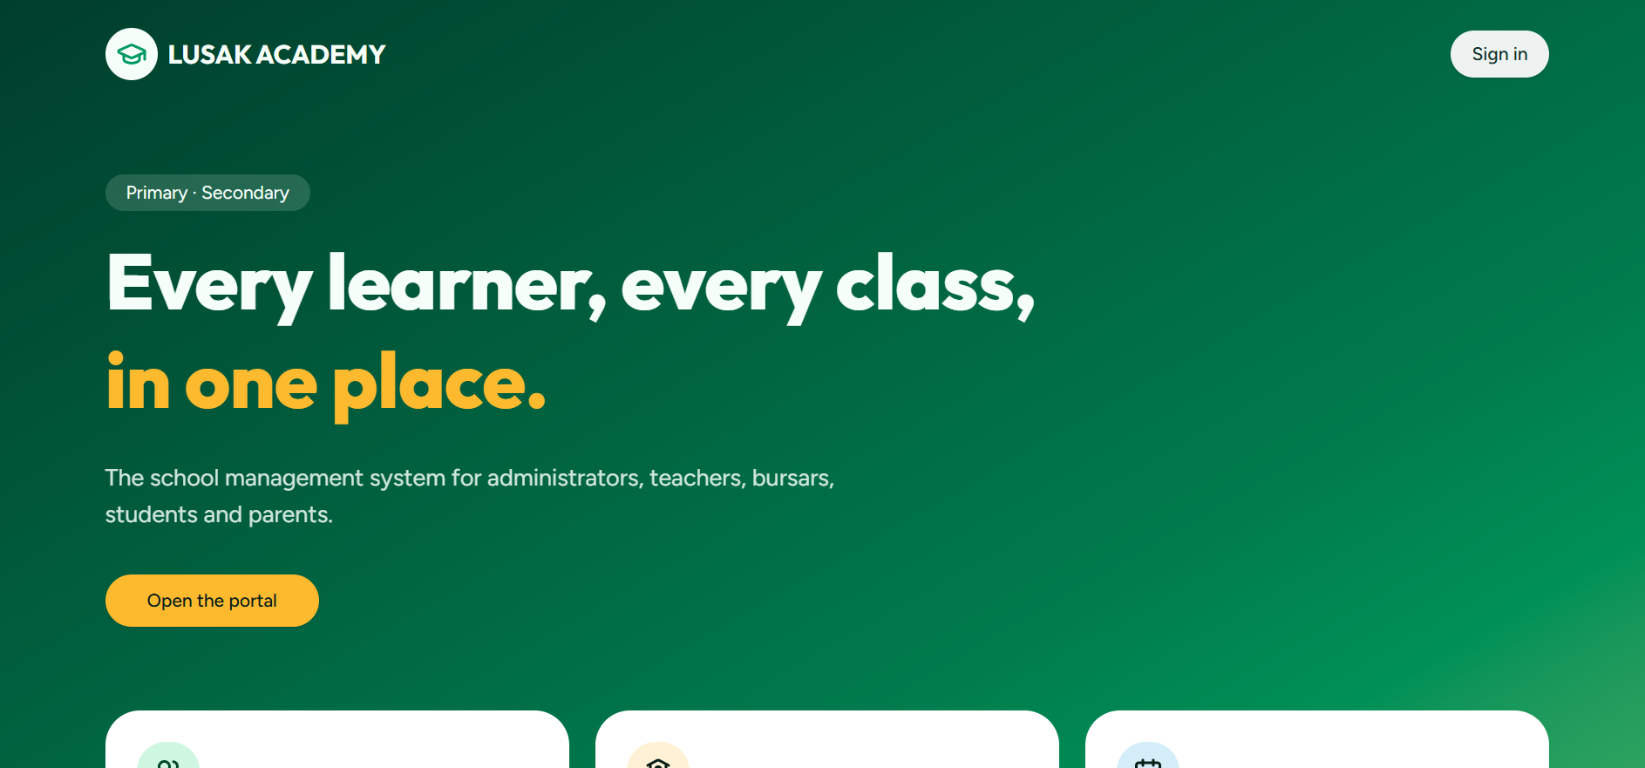 LUSAK ACADEMY
Sign in
Primary · Secondary
Every learner, every class,
in one place.
The school management system for administrators, teachers, bursars,
students and parents.
Open the portal